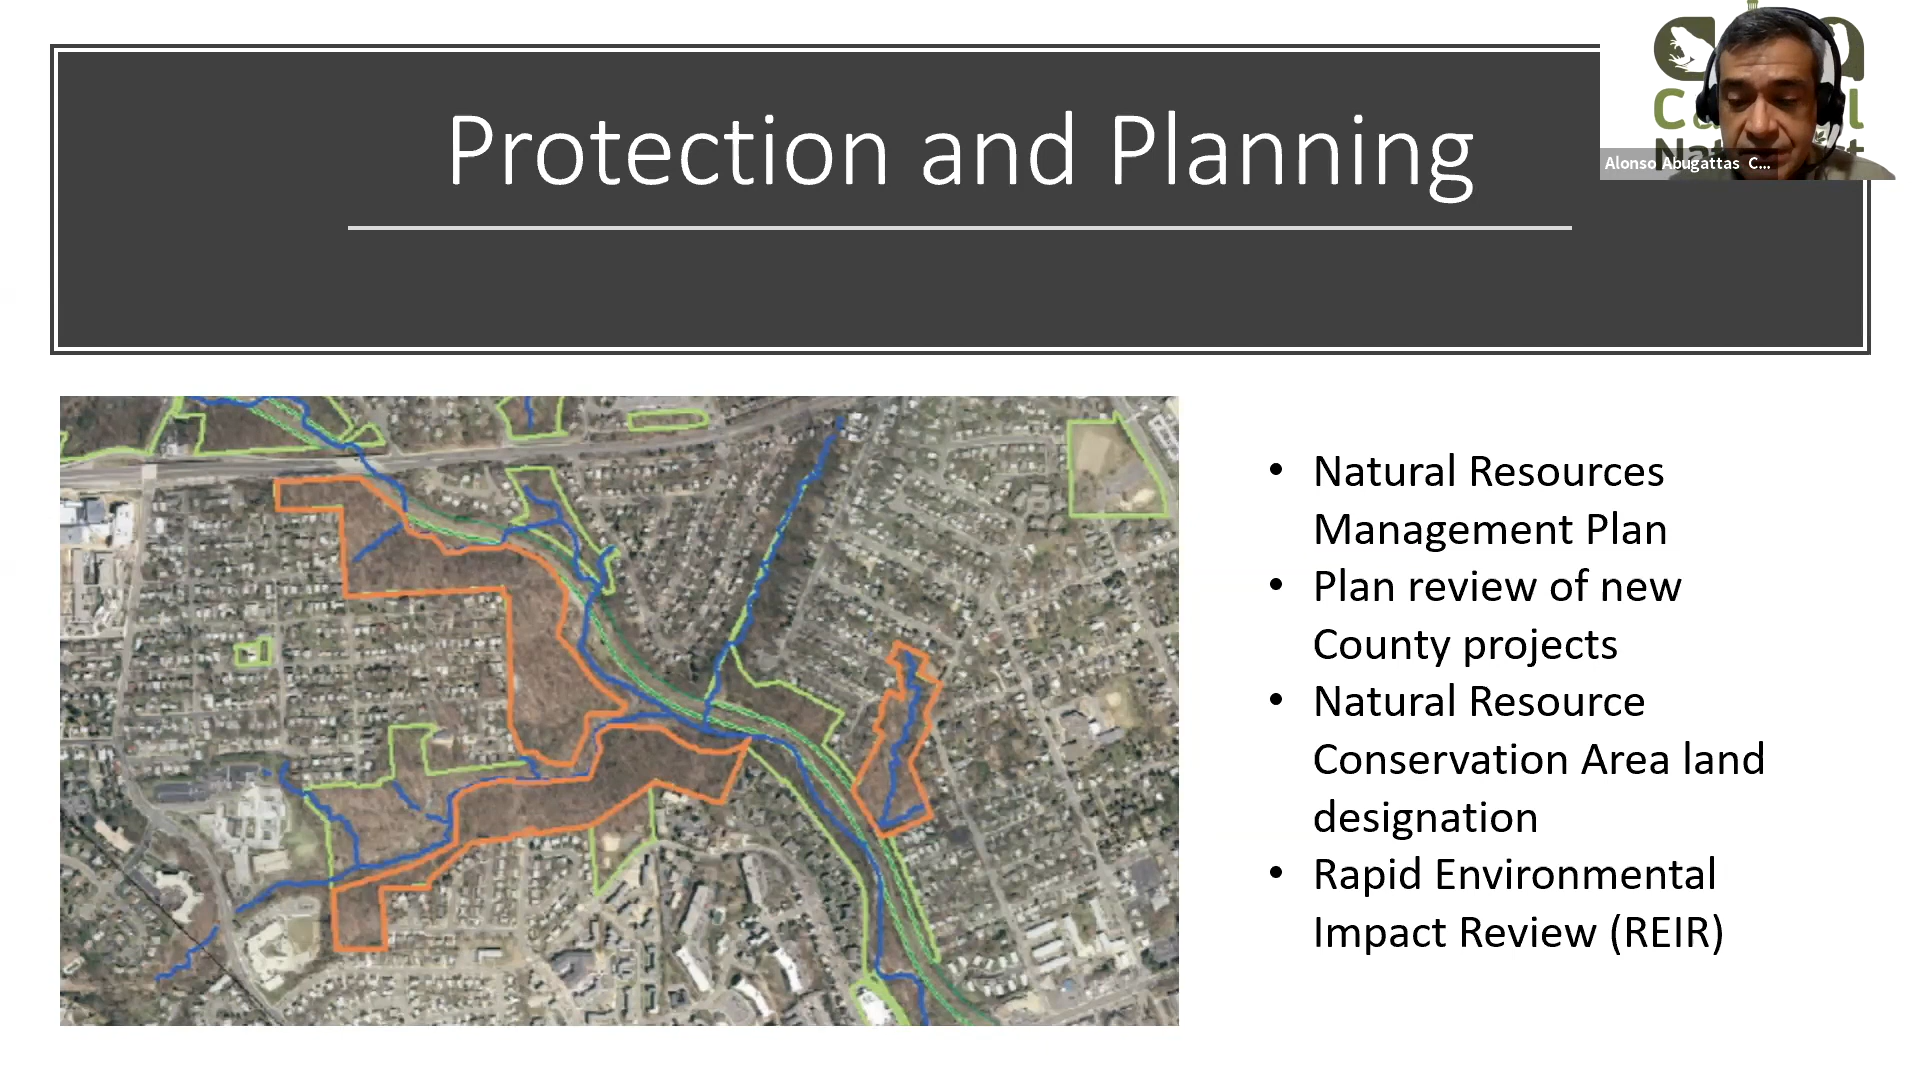 Protection and Planning
Alonso Abugattas C...
• Natural Resources
Management Plan
• Plan review of new
County projects
• Natural Resource
Conservation Area land
designation
• Rapid Environmental
Impact Review (REIR)